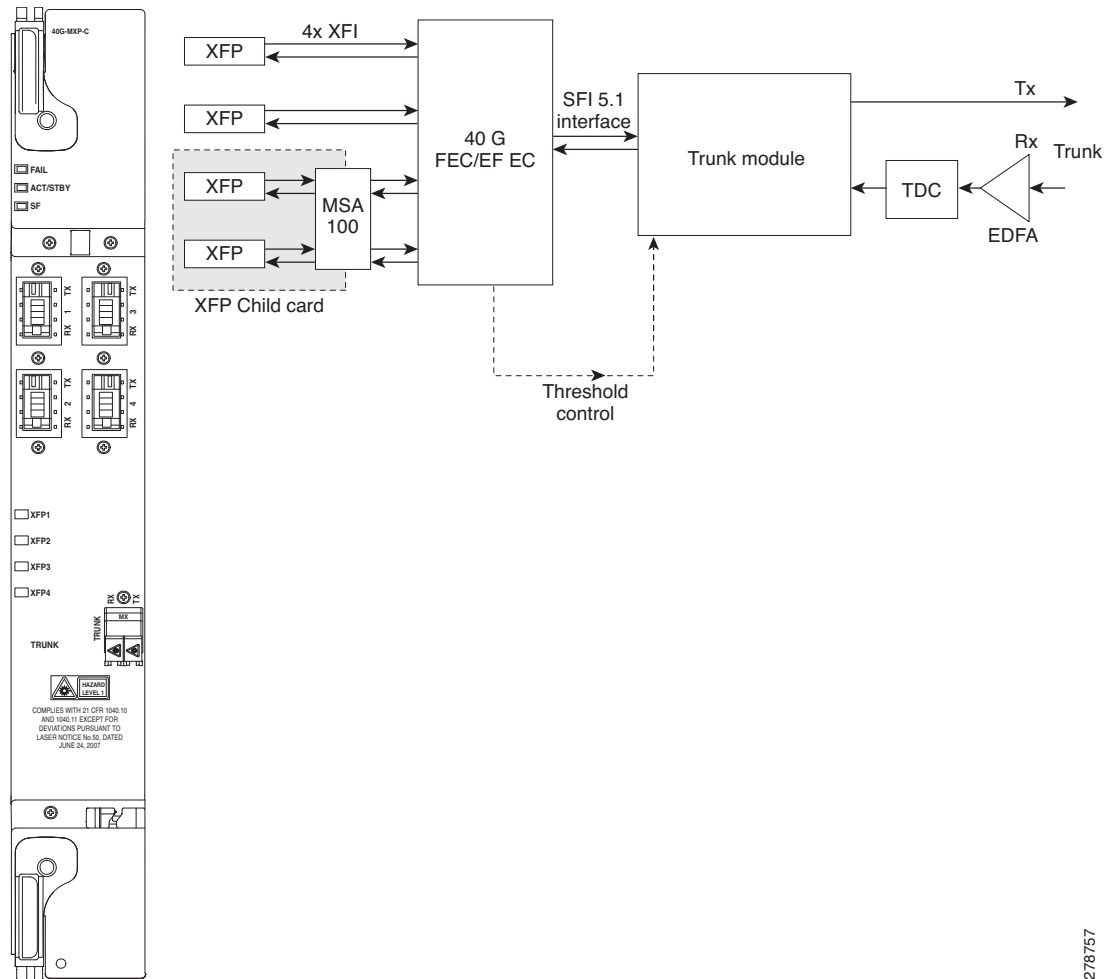 40G-MXP-C
FAIL
ACT/STBY
SF
TX
1
RX
TX
3
RX
TX
2
RX
TX
4
RX
XFP1
XFP2
XFP3
XFP4
RX
TX
TRUNK
MX
TRUNK
HAZARD
LEVEL 1
COMPLIES WITH 21 CFR 1040.10
AND 1040.11 EXCEPT FOR
DEVIATIONS PURSUANT TO
LASER NOTICE No.50, DATED
JUNE 24, 2007
XFP
4x XFI
XFP
XFP
XFP
MSA
100
XFP Child card
40 G
FEC/EF EC
SFI 5.1
interface
Trunk module
Threshold
control
Tx
Rx
Trunk
TDC
EDFA
278757